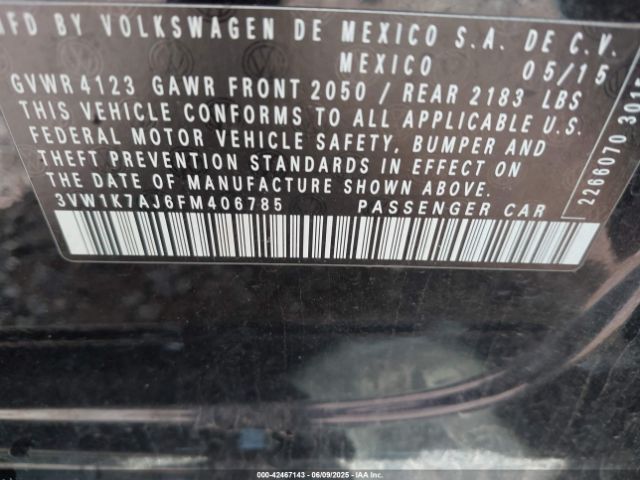 MFD BY VOLKSWAGEN DE MEXICO S.A. DE C.V.
MEXICO 05/15
GVWR 4123 GAWR FRONT 2050 / REAR 2183 LBS
THIS VEHICLE CONFORMS TO ALL APPLICABLE U.S.
FEDERAL MOTOR VEHICLE SAFETY, BUMPER AND
THEFT PREVENTION STANDARDS IN EFFECT ON
THE DATE OF MANUFACTURE SHOWN ABOVE.
3VW1K7AJ6FM406785 PASSENGER CAR
2266070
000-42467143 - 06/09/2025 - IAA Inc.